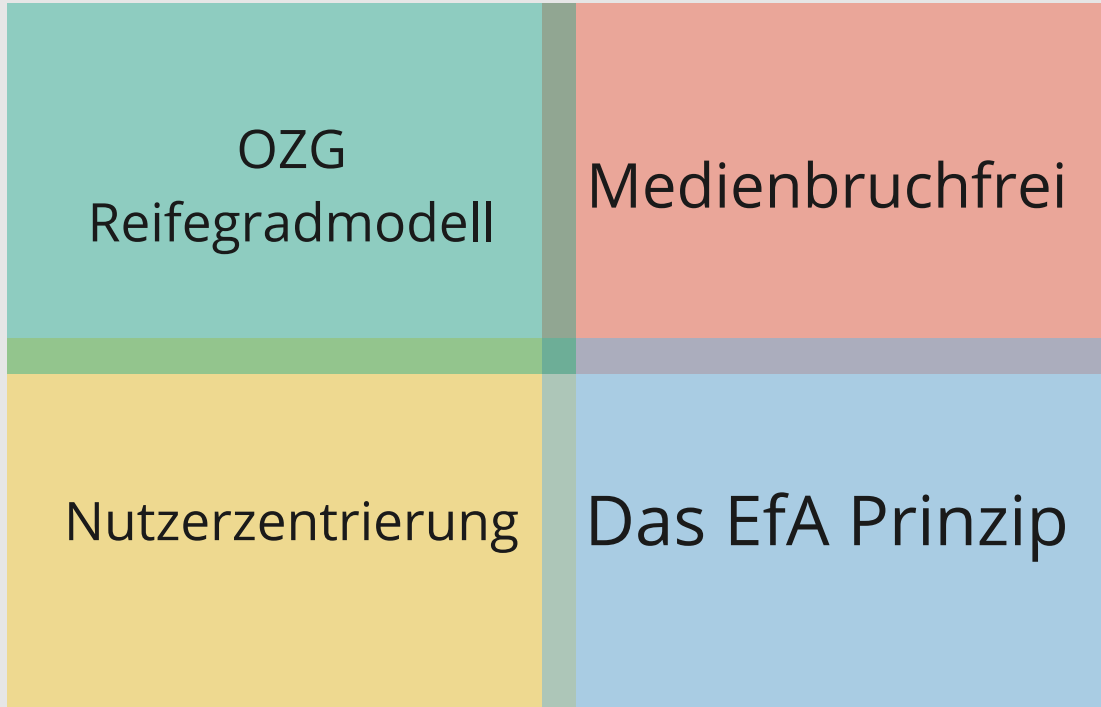 OZG
Reifegradmodell
Medienbruchfrei
Nutzerzentrierung
Das EfA Prinzip